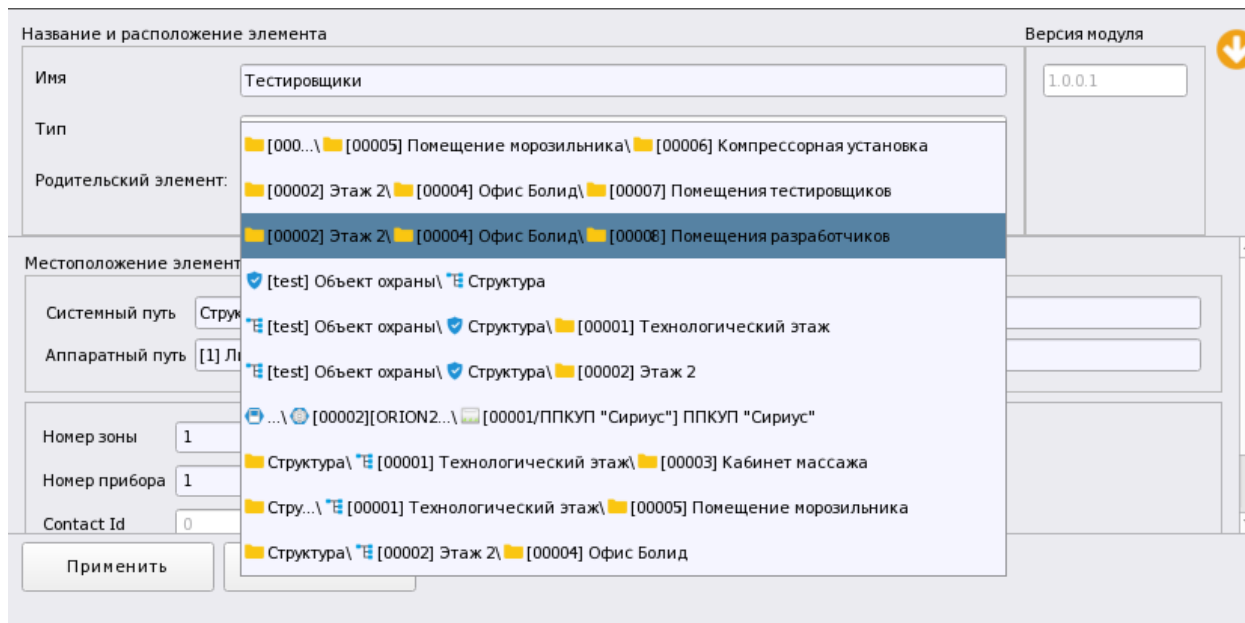 Название и расположение элемента
Версия модуля
Имя
Тестировщики
1.0.0.1
Тип
[000...\ [00005] Помещение морозильника\ [00006] Компрессорная установка
Родительский элемент:
[00002] Этаж 2\ [00004] Офис Болид\ [00007] Помещения тестировщиков
[00002] Этаж 2\ [00004] Офис Болид\ [00008] Помещения разработчиков
Местоположение элемент
[test] Объект охраны\ Структура
Системный путь
Струк
[test] Объект охраны\ Структура\ [00001] Технологический этаж
Аппаратный путь
[1] Ли
[test] Объект охраны\ Структура\ [00002] Этаж 2
...\ [00002][ORION2...\ [00001/ППКУП "Сириус"] ППКУП "Сириус"
Номер зоны
1
Структура\ [00001] Технологический этаж\ [00003] Кабинет массажа
Номер прибора
1
Стру...\ [00001] Технологический этаж\ [00005] Помещение морозильника
Contact Id
0
Структура\ [00002] Этаж 2\ [00004] Офис Болид
Применить